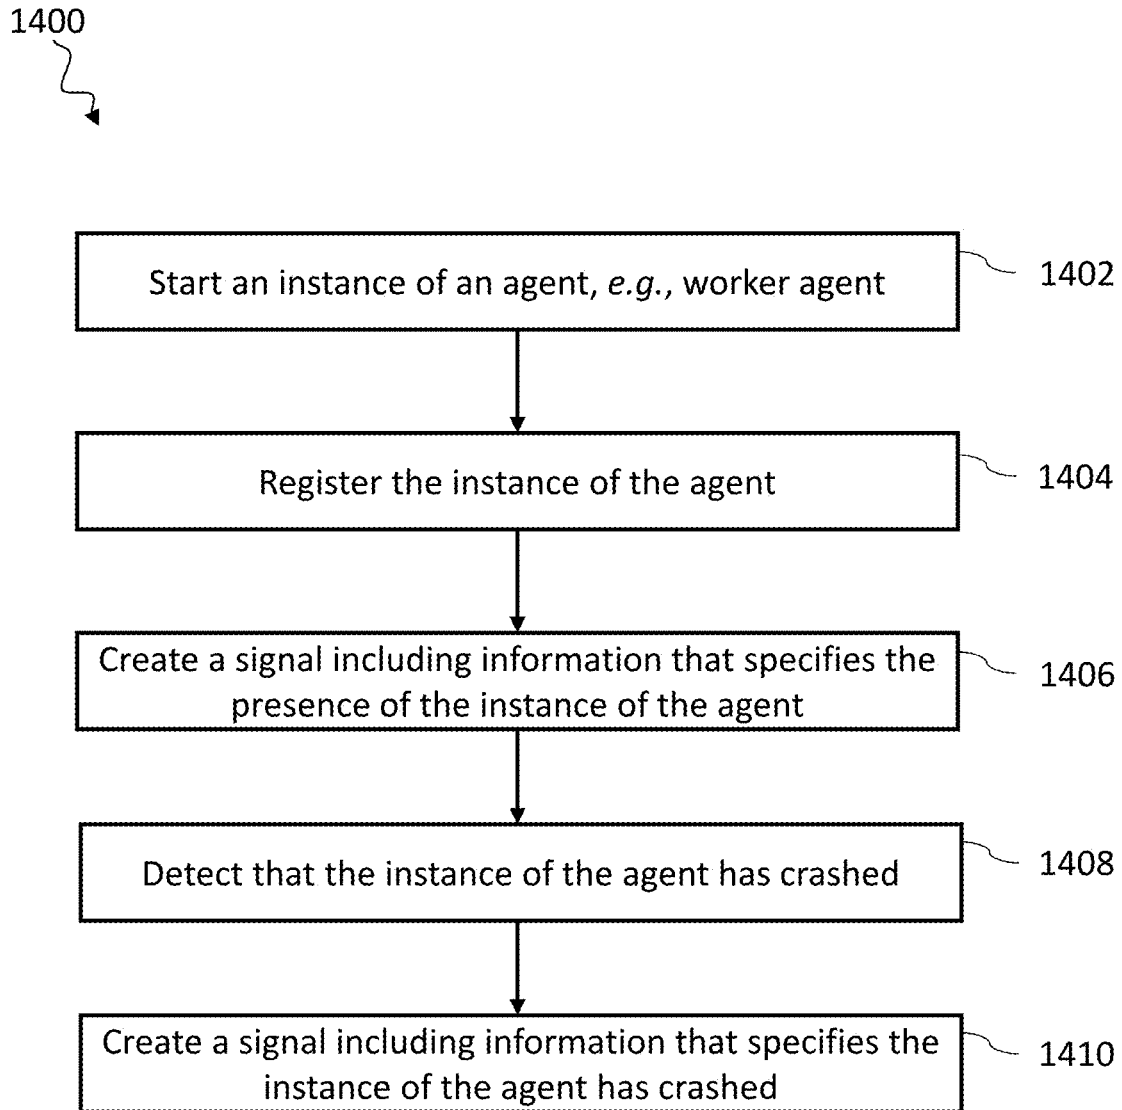 1400
Start an instance of an agent, e.g., worker agent
1402
Register the instance of the agent
1404
Create a signal including information that specifies the
presence of the instance of the agent
1406
Detect that the instance of the agent has crashed
1408
Create a signal including information that specifies the
instance of the agent has crashed
1410